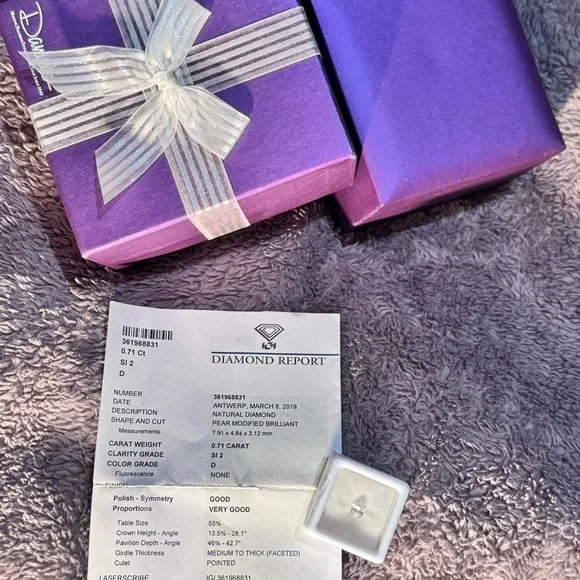 361968831
0.71 Ct
SI 2
D
IGI
DIAMOND REPORT
NUMBER 361968831
DATE ANTWERP, MARCH 8, 2019
DESCRIPTION NATURAL DIAMOND
SHAPE AND CUT PEAR MODIFIED BRILLIANT
Measurements 7.91 x 4.84 x 3.12 mm
CARAT WEIGHT 0.71 CARAT
CLARITY GRADE SI 2
COLOR GRADE D
Fluorescence NONE
FINISH
Polish - Symmetry GOOD
Proportions VERY GOOD
Table Size 55%
Crown Height - Angle 13.5% - 28.1°
Pavilion Depth - Angle 46% - 42.7°
Girdle Thickness MEDIUM TO THICK (FACETED)
Culet POINTED
LASERSCRIBE IGI 361968831